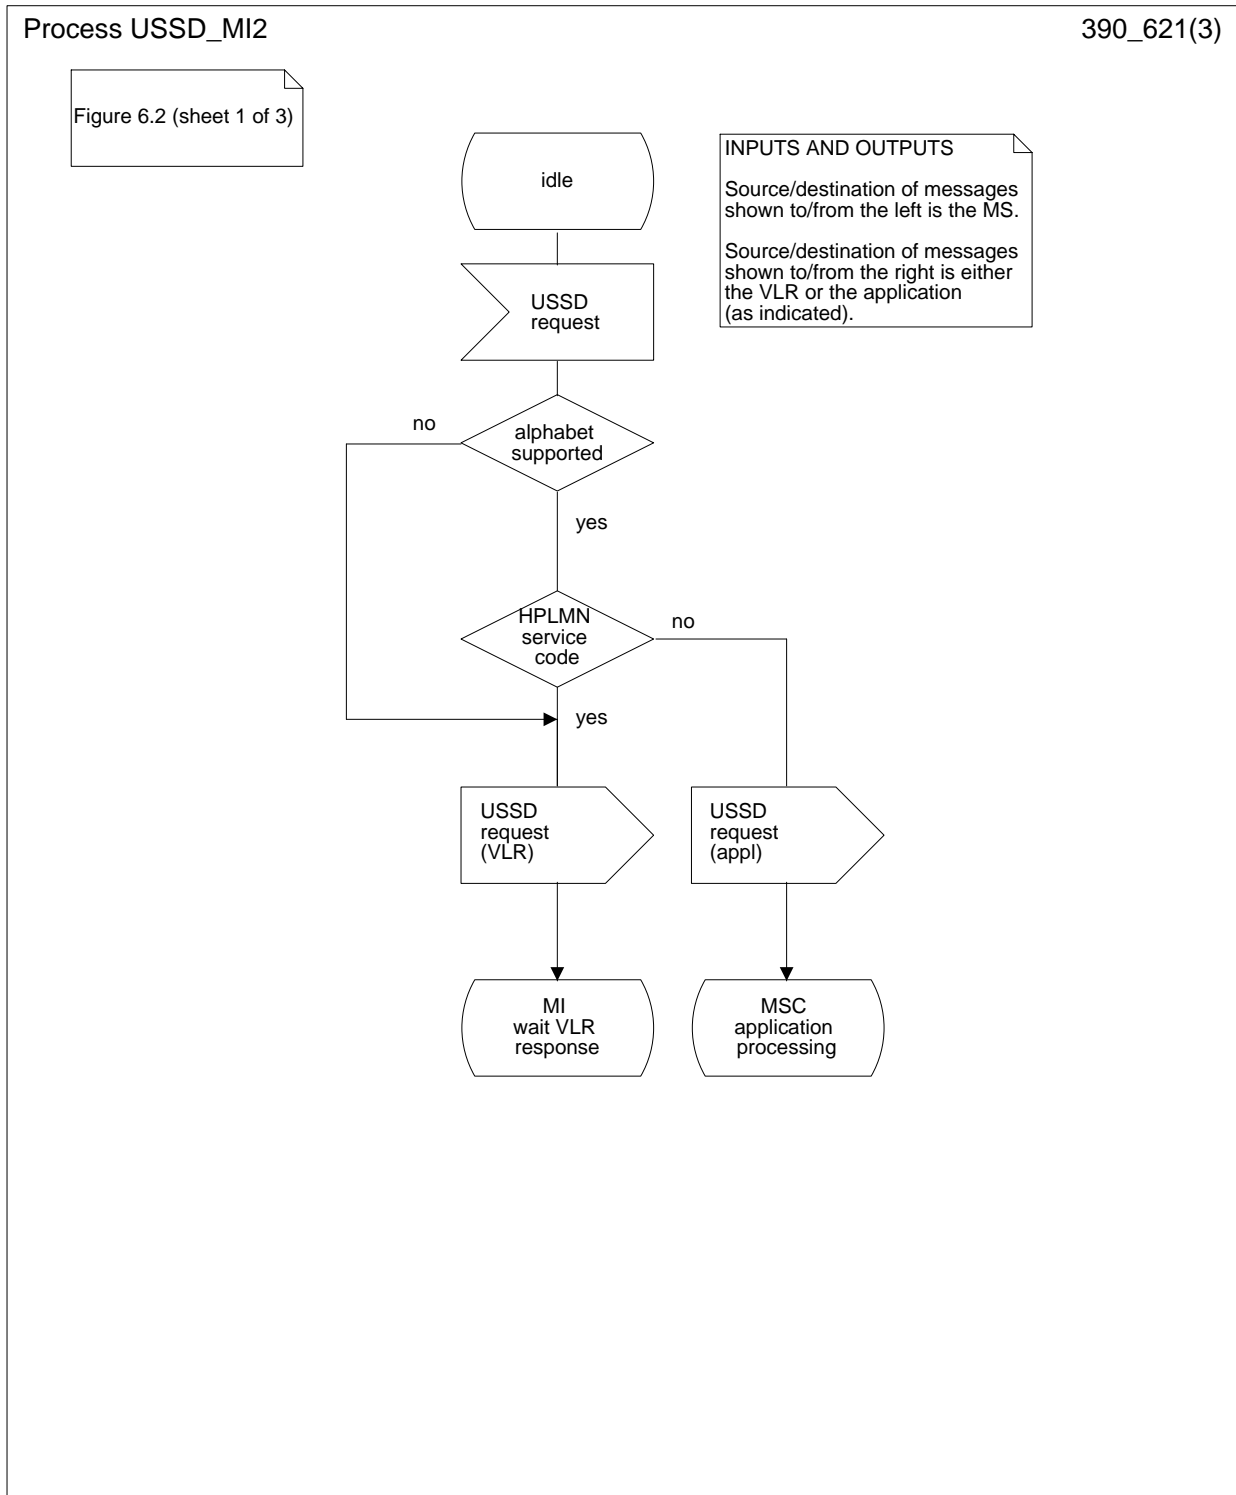 Process USSD_MI2
390_621(3)
Figure 6.2 (sheet 1 of 3)
idle
INPUTS AND OUTPUTS
Source/destination of messages
shown to/from the left is the MS.
Source/destination of messages
shown to/from the right is either
the VLR or the application
(as indicated).
USSD
request
no
alphabet
supported
yes
HPLMN
service
code
no
yes
USSD
request
(VLR)
USSD
request
(appl)
MI
wait VLR
response
MSC
application
processing